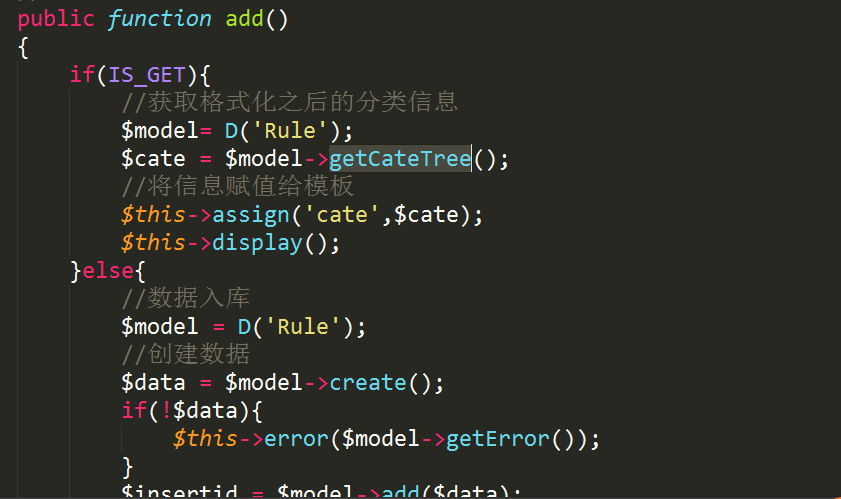 public function add()
{
if(IS_GET){
//获取格式化之后的分类信息
$model= D('Rule');
$cate = $model->getCateTree();
//将信息赋值给模板
$this->assign('cate',$cate);
$this->display();
}else{
//数据入库
$model = D('Rule');
//创建数据
$data = $model->create();
if(!$data){
$this->error($model->getError());
}
$insertid = $model->add($data);